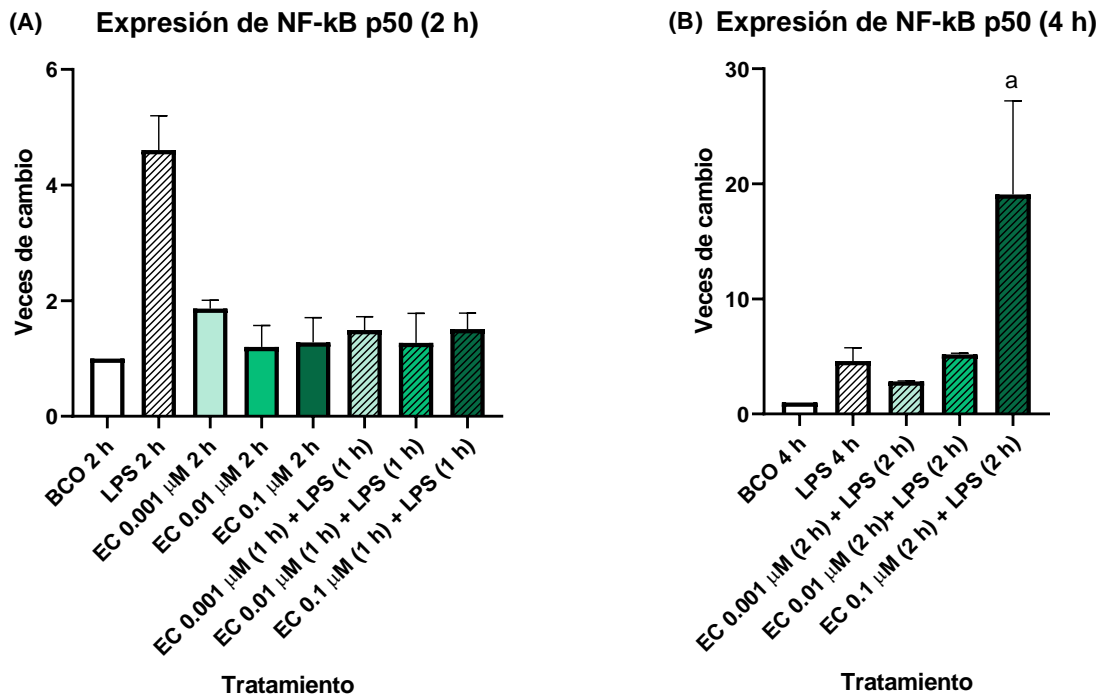 (A) Expresión de NF-kB p50 (2 h)
6
4
2
0
Veces de cambio
BCO 2 h
LPS 2 h
EC 0.001 μM 2 h
EC 0.01 μM 2 h
EC 0.1 μM 2 h
EC 0.001 μM (1 h) + LPS (1 h)
EC 0.01 μM (1 h) + LPS (1 h)
EC 0.1 μM (1 h) + LPS (1 h)
Tratamiento
(B) Expresión de NF-kB p50 (4 h)
30
20
10
0
Veces de cambio
a
BCO 4 h
LPS 4 h
EC 0.001 μM (2 h) + LPS (2 h)
EC 0.01 μM (2 h)+ LPS (2 h)
EC 0.1 μM (2 h) + LPS (2 h)
Tratamiento